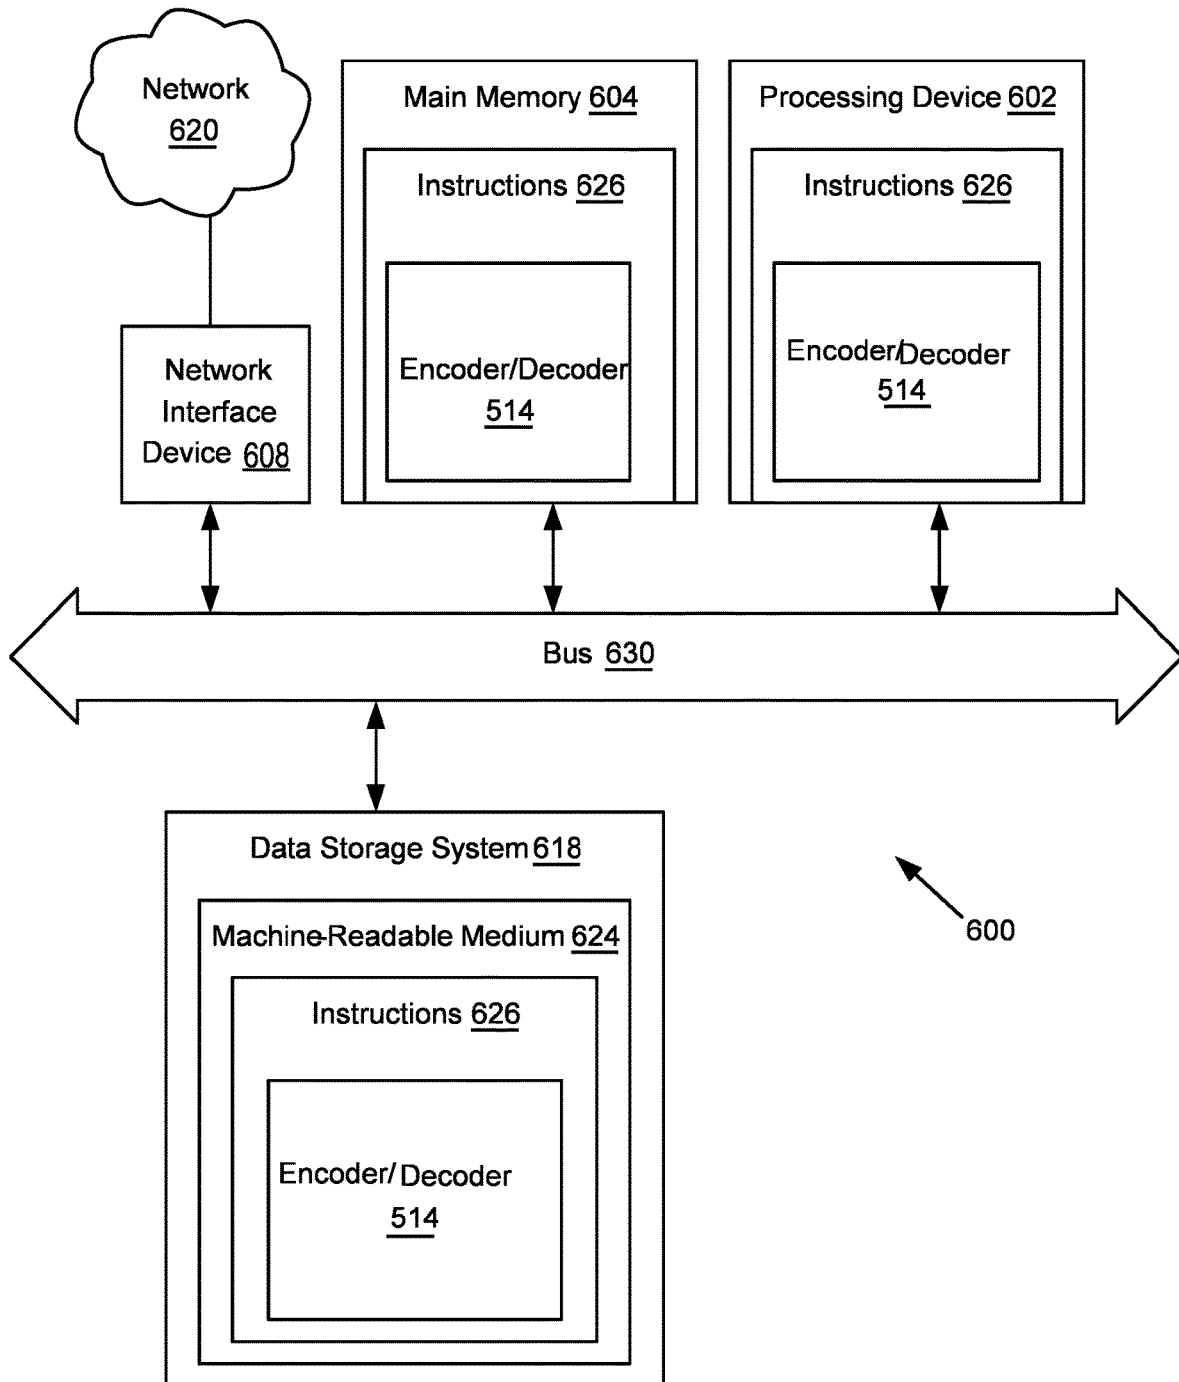 Network
620
Main Memory 604
Processing Device 602
Instructions 626
Instructions 626
Encoder/Decoder
514
Encoder/Decoder
514
Network
Interface
Device 608
Bus 630
Data Storage System 618
Machine-Readable Medium 624
Instructions 626
Encoder/Decoder
514
600